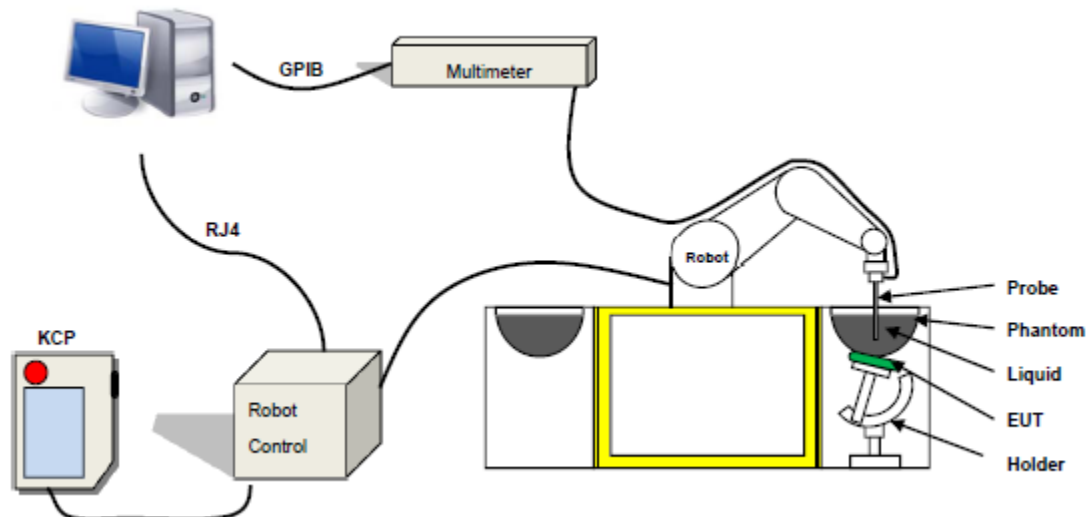 GPIB
Multimeter
RJ4
Robot
Probe
Phantom
KCP
Liquid
Robot
Control
EUT
Holder